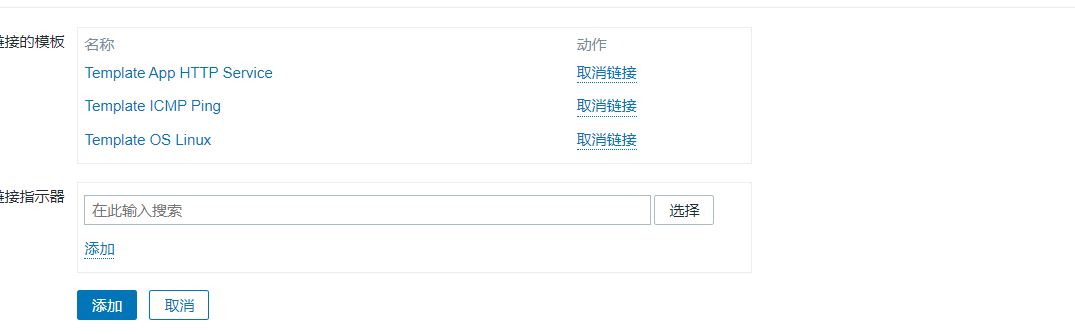 链接的模板 名称 动作
Template App HTTP Service 取消链接
Template ICMP Ping 取消链接
Template OS Linux 取消链接
链接指示器 在此输入搜索 选择
添加
添加 取消